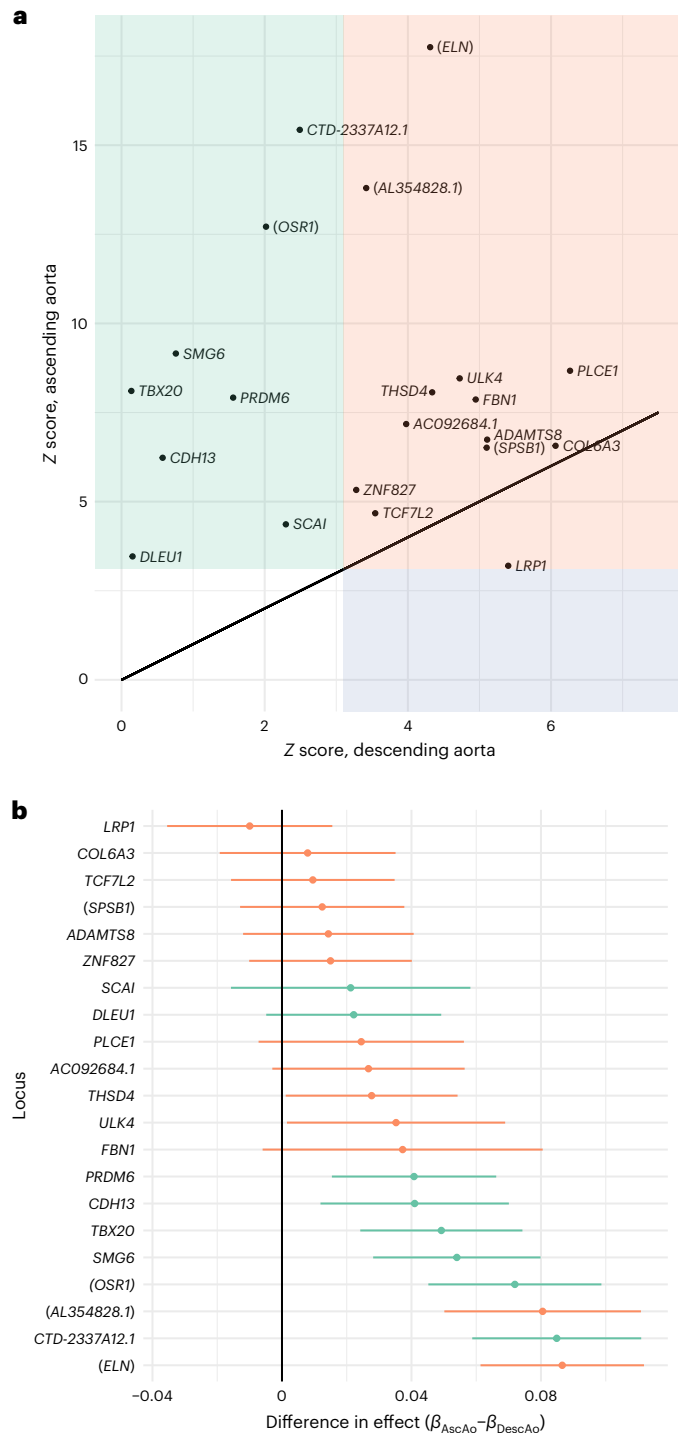 a
(ELN)
CTD-2337A12.1
15
(AL354828.1)
(OSR1)
10
SMG6
PLCE1
ULK4
TBX20
THSD4
PRDM6
FBN1
AC092684.1
ADAMTS8
(SPSB1)
COL6A3
CDH13
ZNF827
5
TCF7L2
SCAI
DLEU1
LRP1
0
Z score, ascending aorta
0 2 4 6
Z score, descending aorta
b
LRP1
COL6A3
TCF7L2
(SPSB1)
ADAMTS8
ZNF827
SCAI
DLEU1
PLCE1
AC092684.1
THSD4
ULK4
FBN1
PRDM6
CDH13
TBX20
SMG6
(OSR1)
(AL354828.1)
CTD-2337A12.1
(ELN)
Locus
−0.04 0 0.04 0.08
Difference in effect (βAscAo–βDescAo)